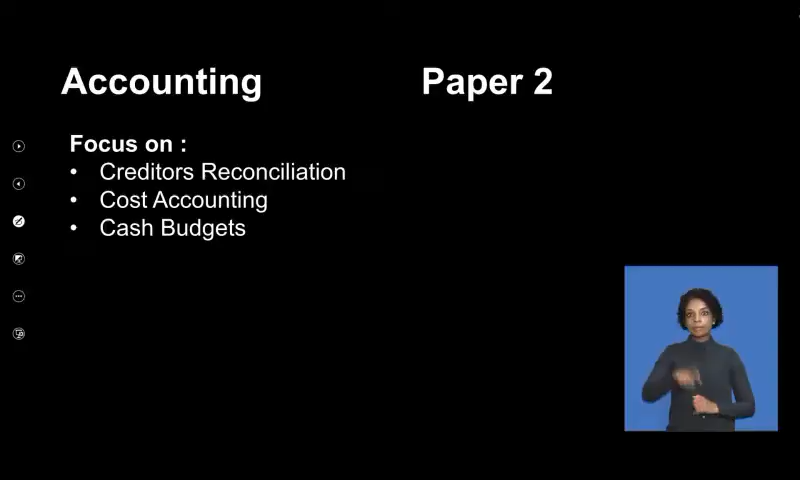 Accounting Paper 2
Focus on :
• Creditors Reconciliation
• Cost Accounting
• Cash Budgets